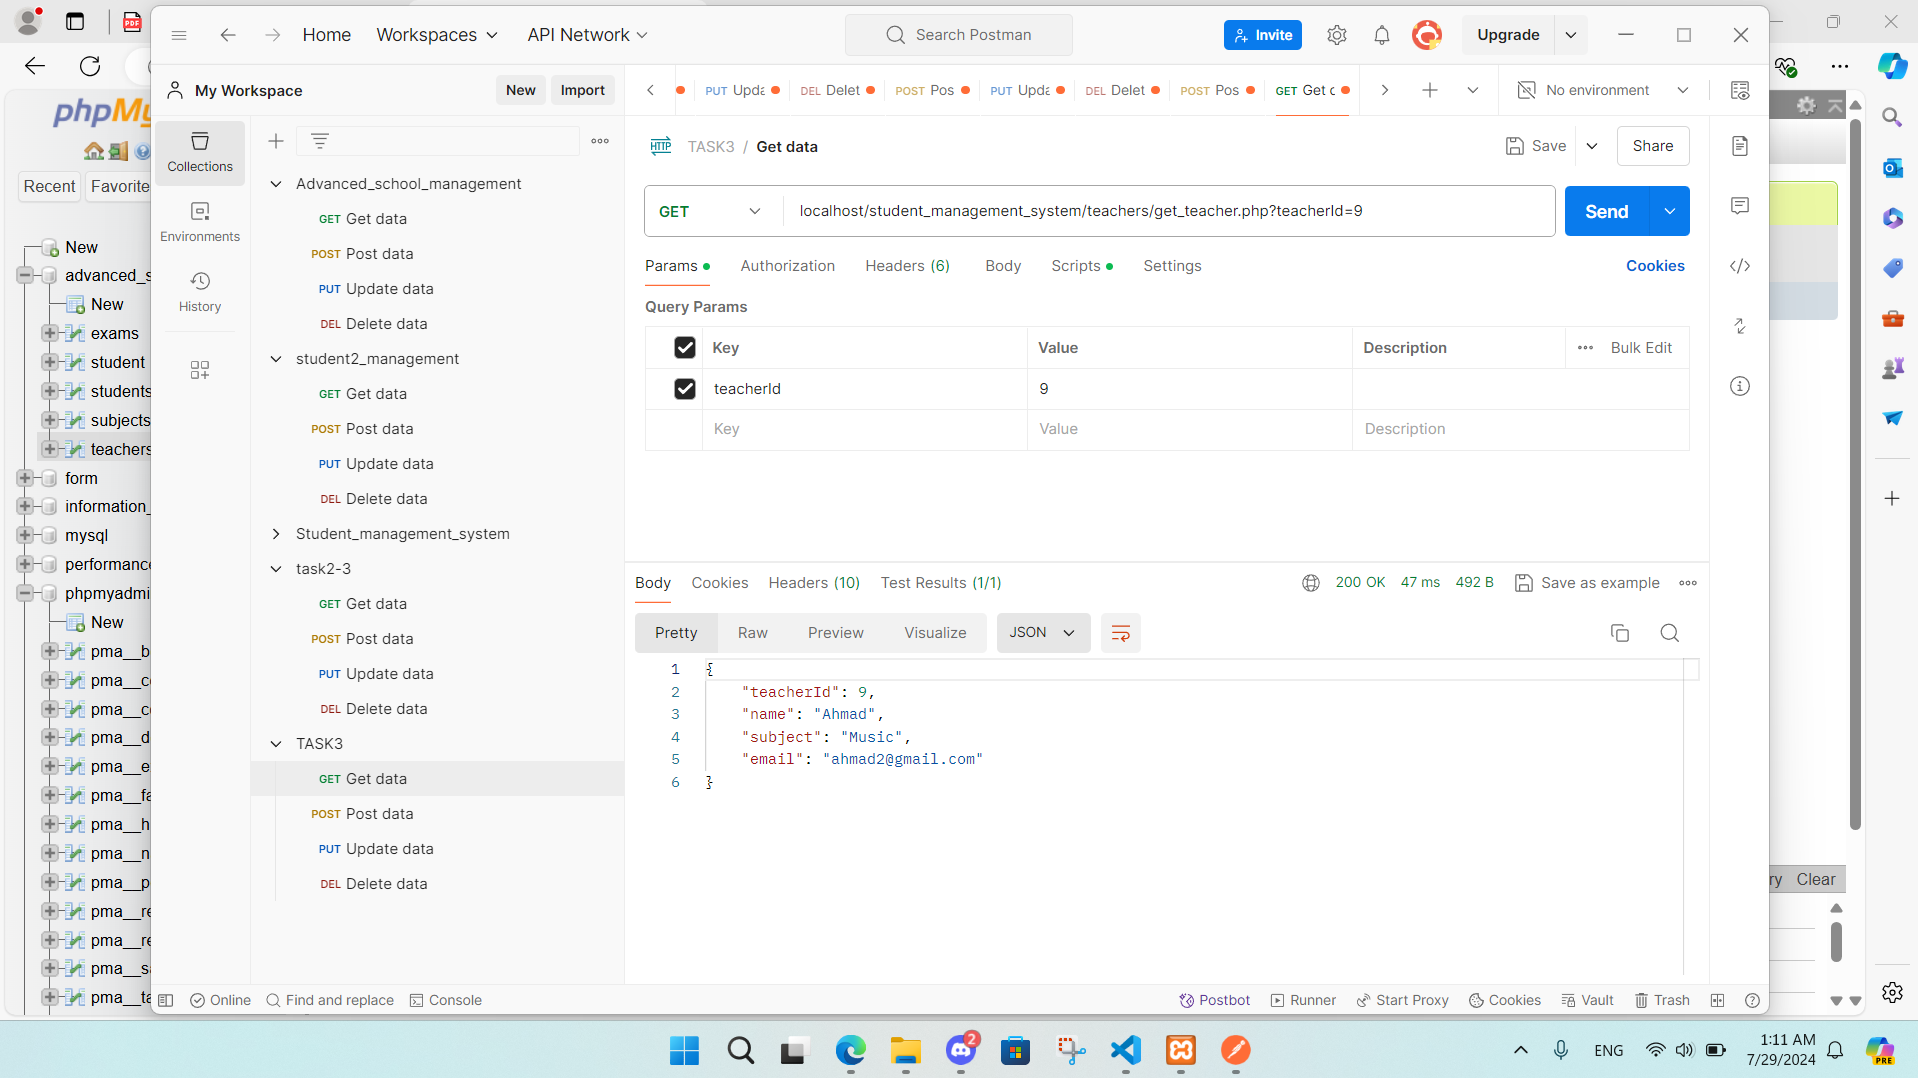 Home
Workspaces
API Network
Search Postman
Invite
Upgrade
My Workspace
New
Import
PUT Upda
DEL Delet
POST Pos
PUT Upda
DEL Delet
POST Pos
GET Get
No environment
phpMy
Recent
Favorite
New
advanced_s
New
exams
student
students
subjects
teachers
form
information_
mysql
performance
phpmyadmi
New
pma__b
pma__c
pma__c
pma__d
pma__e
pma__fa
pma__h
pma__n
pma__p
pma__re
pma__re
pma__sa
pma__ta
Collections
Environments
History
Advanced_school_management
GET Get data
POST Post data
PUT Update data
DEL Delete data
student2_management
GET Get data
POST Post data
PUT Update data
DEL Delete data
Student_management_system
task2-3
GET Get data
POST Post data
PUT Update data
DEL Delete data
TASK3
GET Get data
POST Post data
PUT Update data
DEL Delete data
HTTP TASK3 / Get data
Save
Share
GET
localhost/student_management_system/teachers/get_teacher.php?teacherId=9
Send
Params
Authorization
Headers (6)
Body
Scripts
Settings
Cookies
Query Params
Key
Value
Description
Bulk Edit
teacherId
9
Key
Value
Description
Body
Cookies
Headers (10)
Test Results (1/1)
200 OK
47 ms
492 B
Save as example
Pretty
Raw
Preview
Visualize
JSON
1 {
2 "teacherId": 9,
3 "name": "Ahmad",
4 "subject": "Music",
5 "email": "ahmad2@gmail.com"
6 }
ry
Clear
Online
Find and replace
Console
Postbot
Runner
Start Proxy
Cookies
Vault
Trash
2
ENG
1:11 AM
7/29/2024
PRE